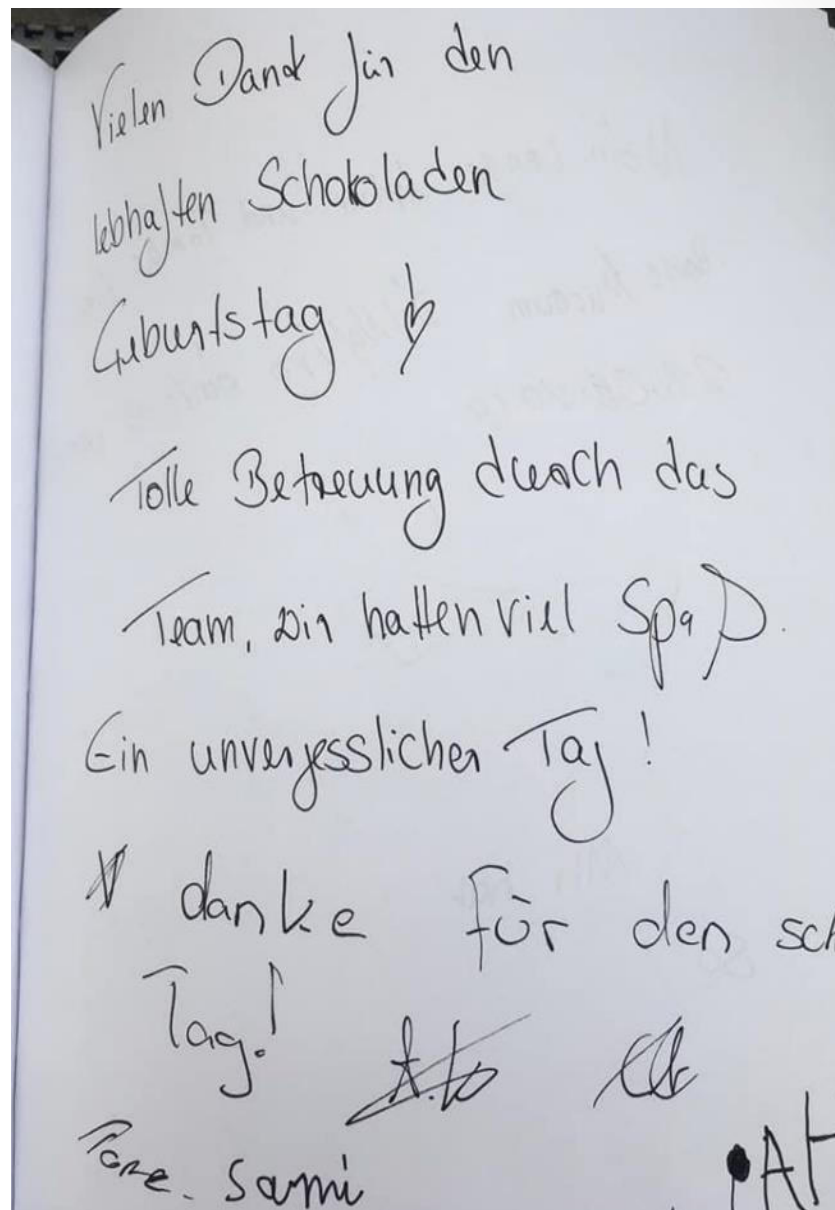 Vielen Dank für den
lebhaften Schokoladen
Geburtstag
Tolle Betreuung durch das
Team, wir hatten viel Spaß.
Ein unvergesslicher Tag!
danke für den sch
Tag!
Sami